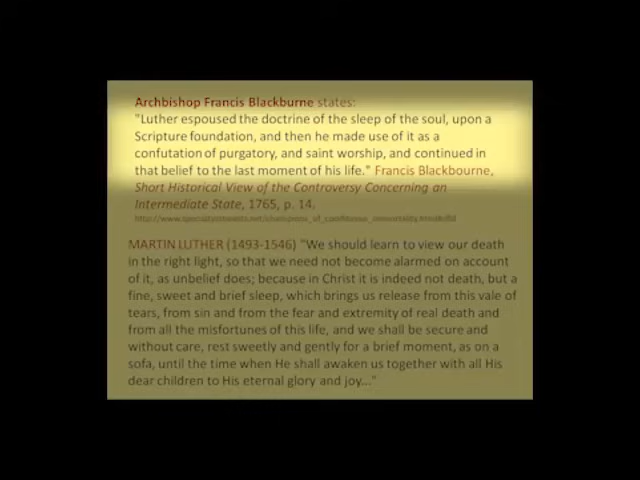 Archbishop Francis Blackburne states:
"Luther espoused the doctrine of the sleep of the soul, upon a
Scripture foundation, and then he made use of it as a
confutation of purgatory, and saint worship, and continued in
that belief to the last moment of his life." Francis Blackbourne,
Short Historical View of the Controversy Concerning an
Intermediate State, 1765, p. 14.
MARTIN LUTHER (1493-1546) "We should learn to view our death
in the right light, so that we need not become alarmed on account
of it, as unbelief does; because in Christ it is indeed not death, but a
fine, sweet and brief sleep, which brings us release from this vale of
tears, from sin and from the fear and extremity of real death and
from all the misfortunes of this life, and we shall be secure and
without care, rest sweetly and gently for a brief moment, as on a
sofa, until the time when He shall awaken us together with all His
dear children to His eternal glory and joy..."